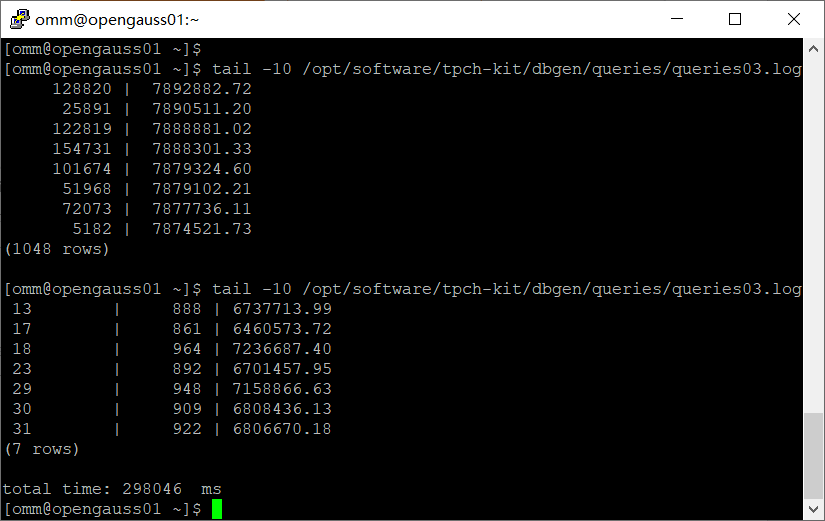 omm@opengauss01:~
[omm@opengauss01 ~]$
[omm@opengauss01 ~]$ tail -10 /opt/software/tpch-kit/dbgen/queries/queries03.log
     128820 |  7892882.72
      25891 |  7890511.20
     122819 |  7888881.02
     154731 |  7888301.33
     101674 |  7879324.60
      51968 |  7879102.21
      72073 |  7877736.11
       5182 |  7874521.73
(1048 rows)

[omm@opengauss01 ~]$ tail -10 /opt/software/tpch-kit/dbgen/queries/queries03.log
 13        |     888 | 6737713.99
 17        |     861 | 6460573.72
 18        |     964 | 7236687.40
 23        |     892 | 6701457.95
 29        |     948 | 7158866.63
 30        |     909 | 6808436.13
 31        |     922 | 6806670.18
(7 rows)

total time: 298046  ms
[omm@opengauss01 ~]$